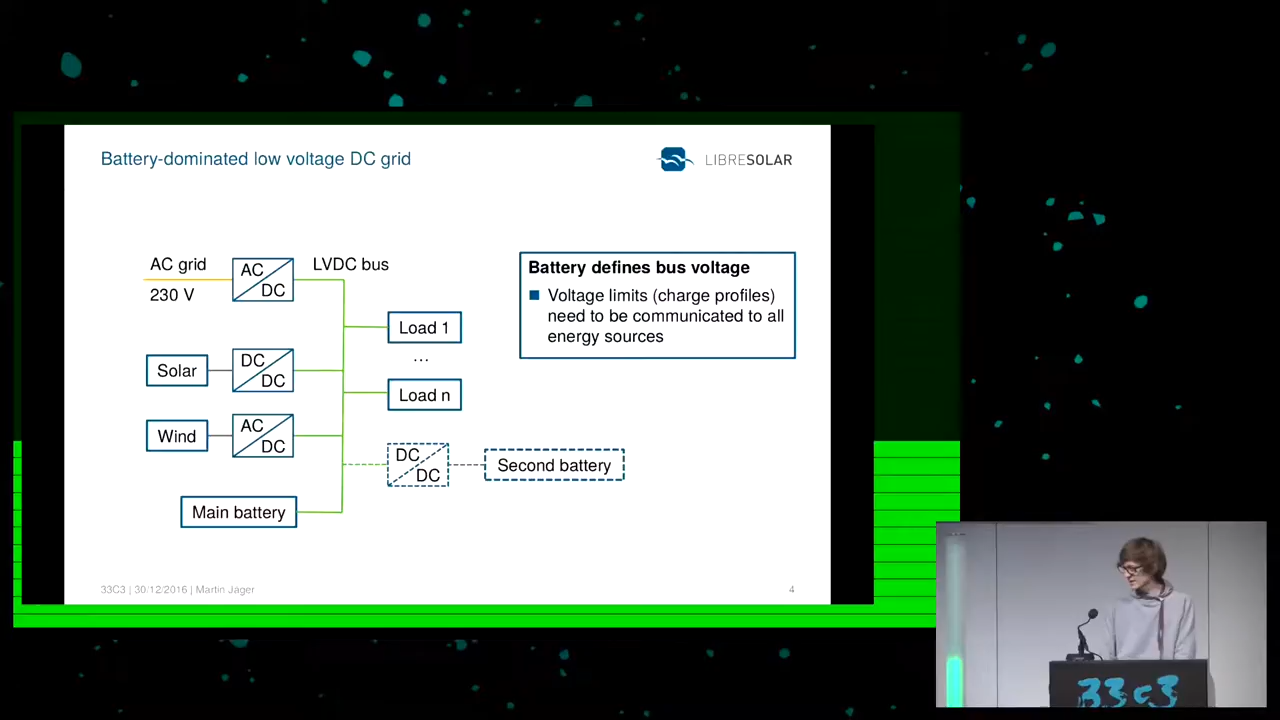 Battery-dominated low voltage DC grid
LIBRESOLAR
AC grid
230 V
AC
DC
LVDC bus
Load 1
...
Solar
DC
DC
Load n
Wind
AC
DC
DC
DC
Second battery
Main battery
Battery defines bus voltage
Voltage limits (charge profiles)
need to be communicated to all
energy sources
33C3 | 30/12/2016 | Martin Jäger
4
33c3